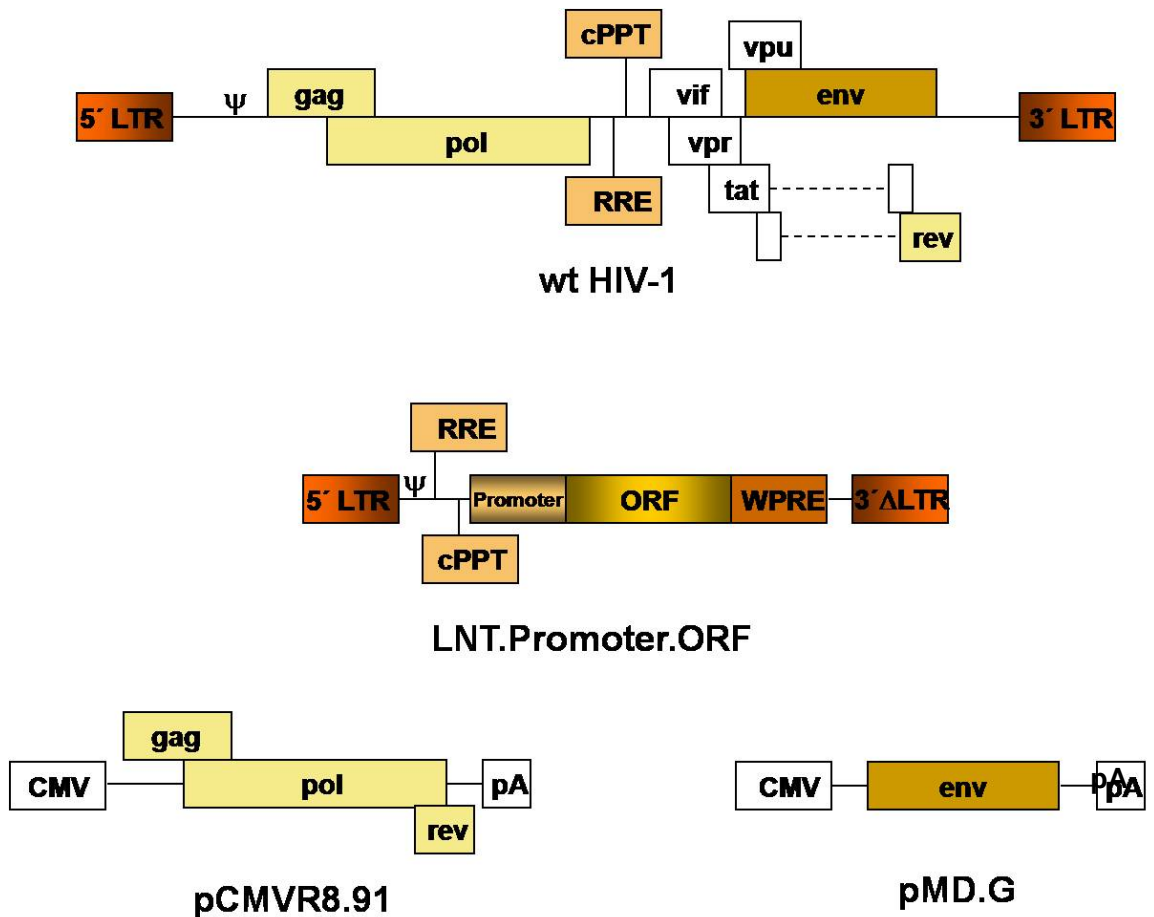 cPPT
vpu
gag
vif
env
5´ LTR
ψ
3´ LTR
pol
vpr
RRE
tat
rev
wt HIV-1
RRE
5´ LTR
ψ
Promoter
ORF
WPRE
3´ΔLTR
cPPT
LNT.Promoter.ORF
gag
CMV
pol
pA
rev
pCMVR8.91
CMV
env
pA
pA
pMD.G